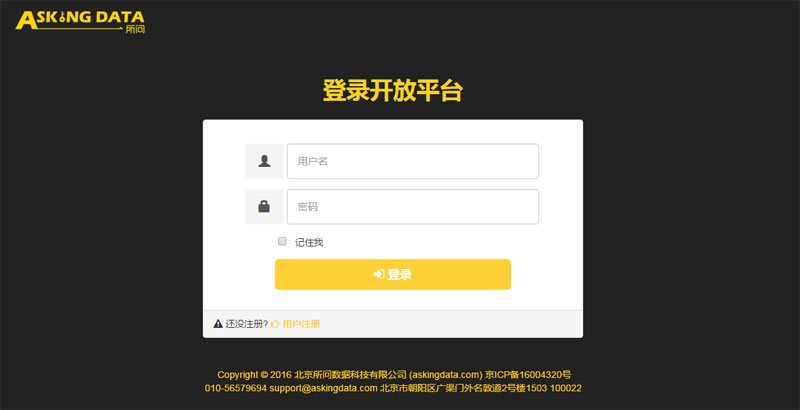 ASKING DATA
所问
登录开放平台
用户名
密码
记住我
登录
还没注册? 用户注册
Copyright © 2016 北京所问数据科技有限公司 (askingdata.com) 京ICP备16004320号
010-56579694 support@askingdata.com 北京市朝阳区广渠门外名敦道2号楼1503 100022